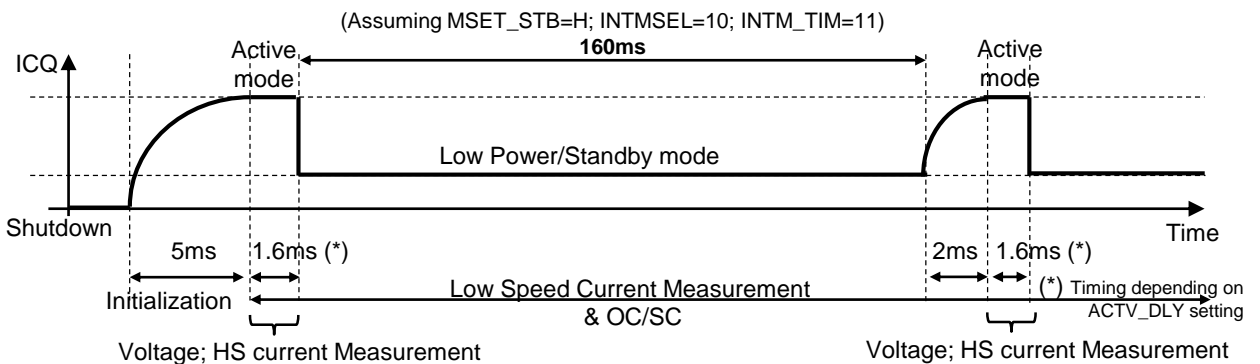 (Assuming MSET_STB=H; INTMSEL=10; INTM_TIM=11)
160ms
ICQ
Active
mode
Active
mode
Low Power/Standby mode
Shutdown
Time
5ms
1.6ms (*)
2ms
1.6ms (*)
Initialization
Low Speed Current Measurement
& OC/SC
(*) Timing depending on
ACTV_DLY setting
Voltage; HS current Measurement
Voltage; HS current Measurement